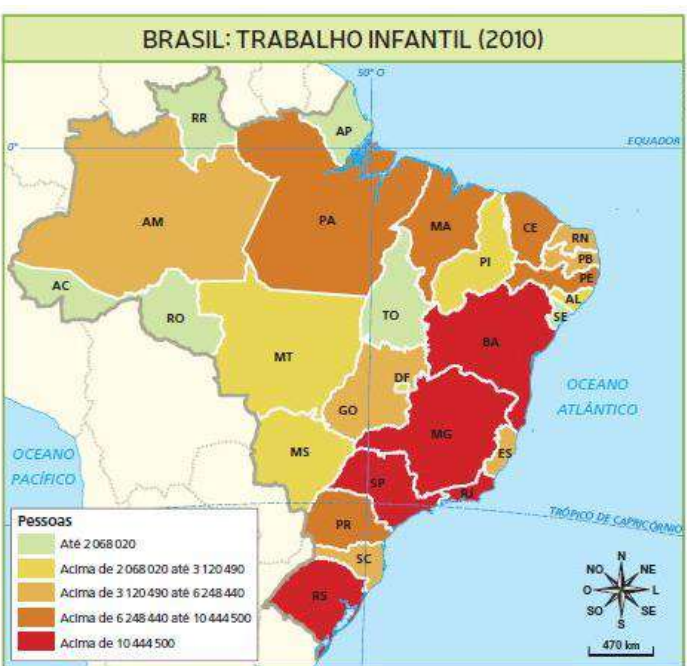 BRASIL: TRABALHO INFANTIL (2010)
50° O
RR
AP
0°
EQUADOR
AM
PA
MA
CE
RN
PB
PE
PI
AL
SE
AC
RO
TO
BA
MT
DF
GO
OCEANO
ATLÂNTICO
MG
ES
MS
OCEANO
PACÍFICO
SP
RJ
TRÓPICO DE CAPRICÓRNIO
PR
SC
RS
Pessoas
Até 2 068 020
Acima de 2 068 020 até 3 120 490
Acima de 3 120 490 até 6 248 440
Acima de 6 248 440 até 10 444 500
Acima de 10 444 500
N
NO NE
O L
SO SE
S
470 km